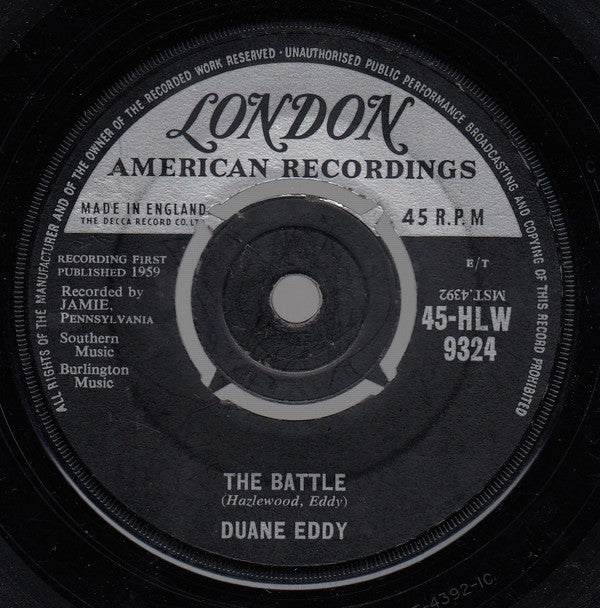 ALL RIGHTS OF THE MANUFACTURER AND OF THE OWNER OF THE RECORDED WORK RESERVED · UNAUTHORISED PUBLIC PERFORMANCE BROADCASTING AND COPYING OF THIS RECORD PROHIBITED
LONDON
AMERICAN RECORDINGS
MADE IN ENGLAND
THE DECCA RECORD CO. LTD
45 R.P.M
RECORDING FIRST
PUBLISHED 1959
Recorded by
JAMIE,
PENNSYLVANIA
Southern
Music
Burlington
Music
E/T
MST.4392
45-HLW
9324
THE BATTLE
(Hazlewood, Eddy)
DUANE EDDY
4392-1C